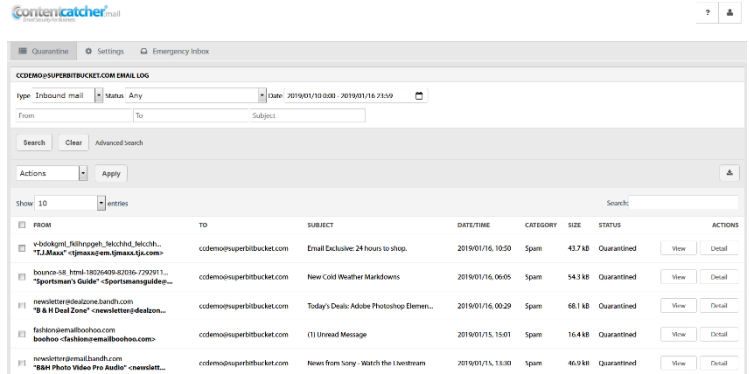 contentcatcher mail
Email Security for Business
?
Quarantine Settings Emergency Inbox
CCDEMO@SUPERBITBUCKET.COM EMAIL LOG
Type Inbound mail Status Any Date 2019/01/10 0:00 - 2019/01/16 23:59
From To Subject
Search Clear Advanced Search
Actions Apply
Show 10 entries Search:
FROM TO SUBJECT DATE/TIME CATEGORY SIZE STATUS ACTIONS
v-bdokgml_fklihnpgeh_felcchhd_felcchh...
"T.J.Maxx" <tjmaxx@em.tjmaxx.tjx.com> ccdemo@superbitbucket.com Email Exclusive: 24 hours to shop. 2019/01/16, 10:50 Spam 43.7 kB Quarantined View Detail
bounce-58_html-18026409-82036-7292911...
"Sportsman's Guide" <Sportsmansguide@... ccdemo@superbitbucket.com New Cold Weather Markdowns 2019/01/16, 06:05 Spam 54.3 kB Quarantined View Detail
newsletter@dealzone.bandh.com
"B & H Deal Zone" <newsletter@dealzon... ccdemo@superbitbucket.com Today's Deals: Adobe Photoshop Elemen... 2019/01/16, 00:29 Spam 68.1 kB Quarantined View Detail
fashion@emailboohoo.com
boohoo <fashion@emailboohoo.com> ccdemo@superbitbucket.com (1) Unread Message 2019/01/15, 15:01 Spam 16.4 kB Quarantined View Detail
newsletter@email.bandh.com
"B&H Photo Video Pro Audio" <newslett... ccdemo@superbitbucket.com News from Sony - Watch the Livestream 2019/01/15, 13:30 Spam 46.9 kB Quarantined View Detail